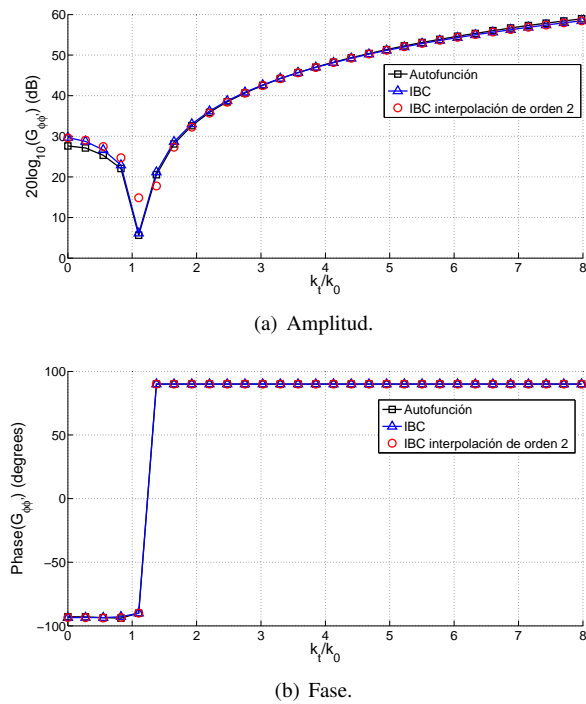 60
50
40
30
20
10
0
20log10(Gϕϕ') (dB)
Autofunción
IBC
IBC interpolación de orden 2
0 1 2 3 4 5 6 7 8
kt/k0
(a) Amplitud.
100
50
0
−50
−100
Phase(Gϕϕ') (degrees)
Autofunción
IBC
IBC interpolación de orden 2
0 1 2 3 4 5 6 7 8
kt/k0
(b) Fase.